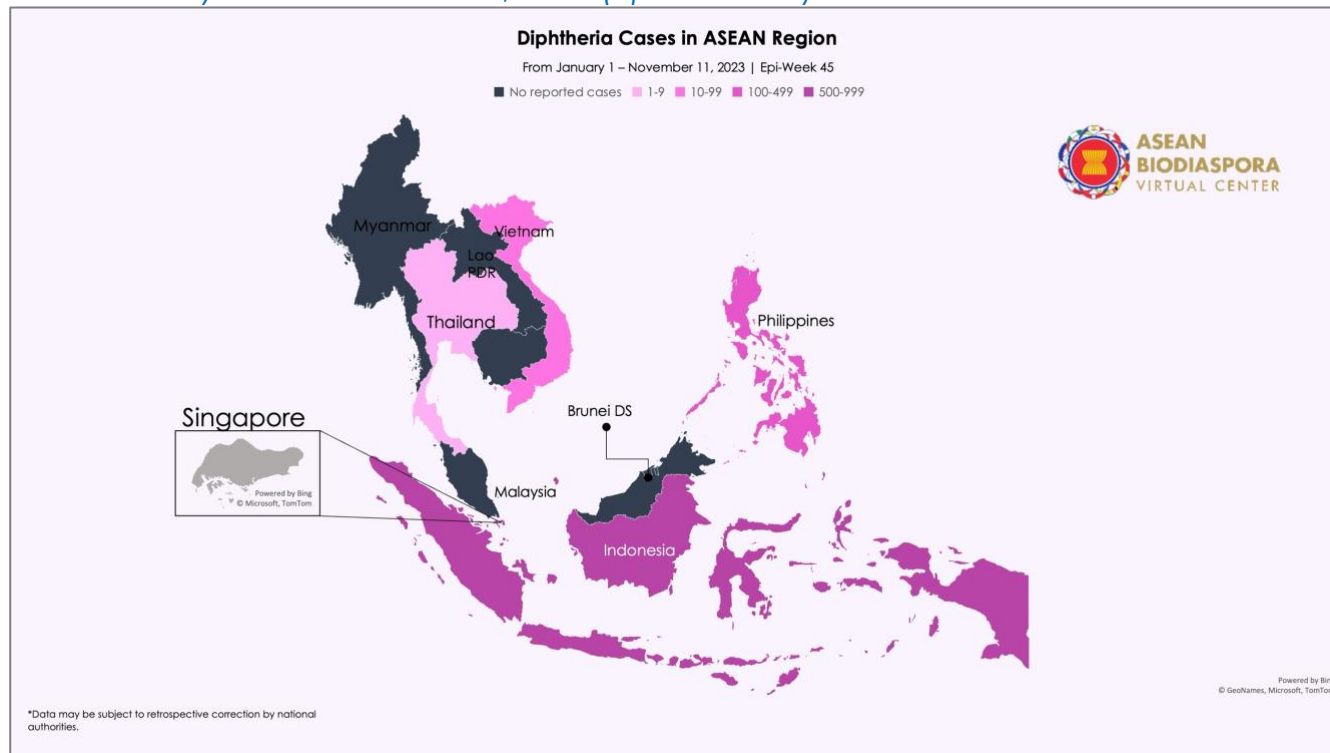 Diphtheria Cases in ASEAN Region
From January 1 – November 11, 2023 | Epi-Week 45
No reported cases 1-9 10-99 100-499 500-999
ASEAN
BIODIASPORA
VIRTUAL CENTER
Myanmar
Vietnam
Lao
PDR
Thailand
Philippines
Singapore
Brunei DS
Powered by Bing
© Microsoft, TomTom
Malaysia
Indonesia
Powered by Bin
© GeoNames, Microsoft, TomTom
*Data may be subject to retrospective correction by national
authorities.